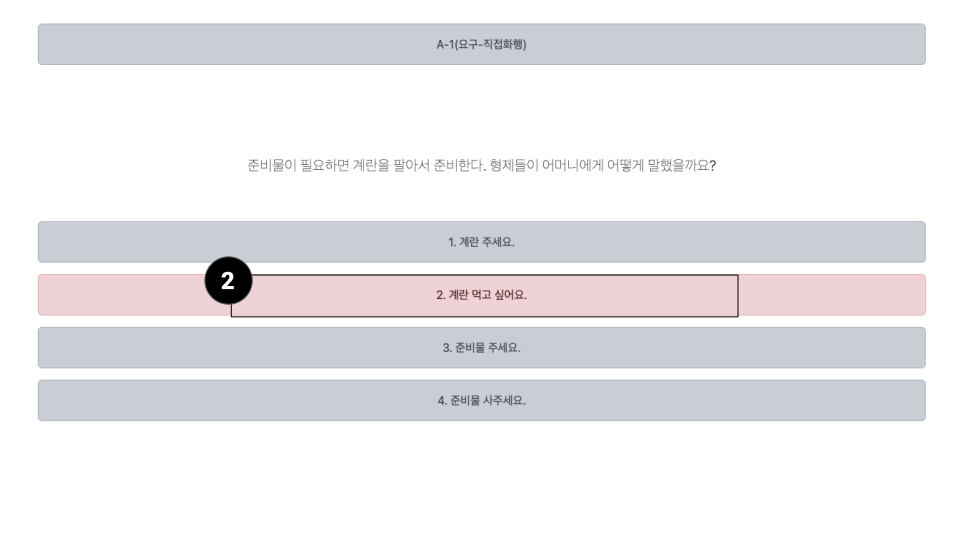 A-1(요구-직접화행)
준비물이 필요하면 계란을 팔아서 준비한다. 형제들이 어머니에게 어떻게 말했을까요?
1. 계란 주세요.
2
2. 계란 먹고 싶어요.
3. 준비물 주세요.
4. 준비물 사주세요.